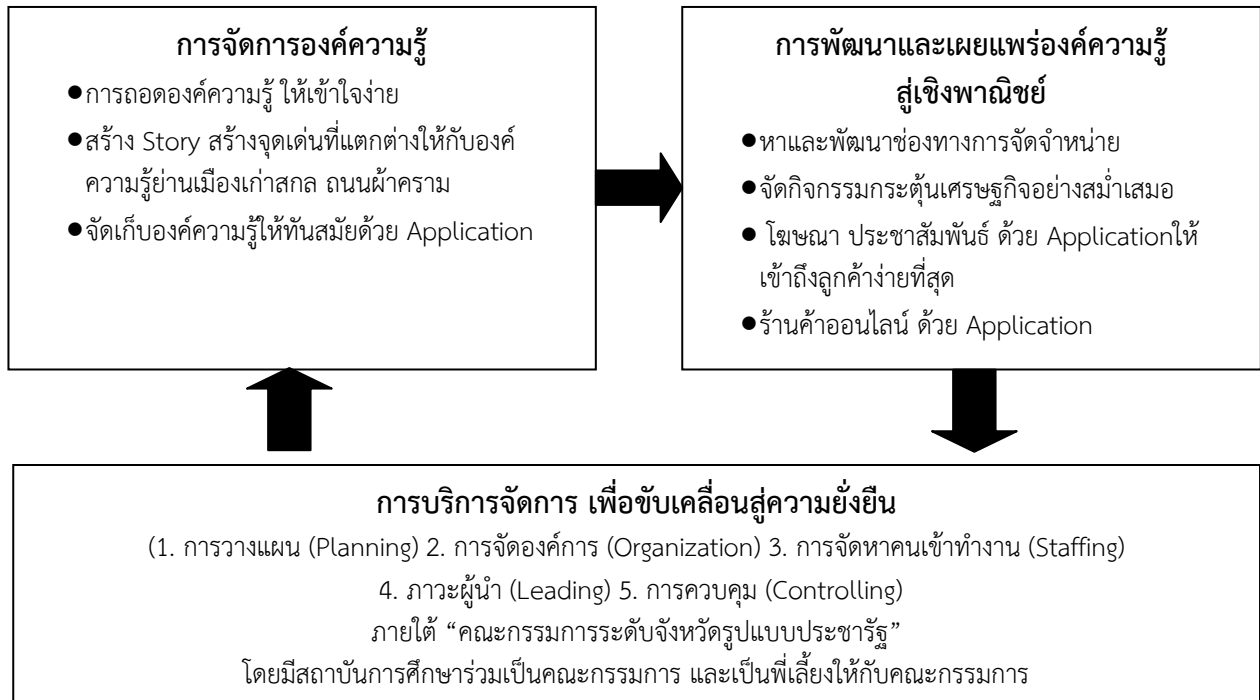 การจัดการองค์ความรู้
●การถอดองค์ความรู้ ให้เข้าใจง่าย
●สร้าง Story สร้างจุดเด่นที่แตกต่างให้กับองค์
ความรู้ย่านเมืองเก่าสกล ถนนผ้าคราม
●จัดเก็บองค์ความรู้ให้ทันสมัยด้วย Application
การพัฒนาและเผยแพร่องค์ความรู้
สู่เชิงพาณิชย์
●หาและพัฒนาช่องทางการจัดจำหน่าย
●จัดกิจกรรมกระตุ้นเศรษฐกิจอย่างสม่ำเสมอ
● โฆษณา ประชาสัมพันธ์ ด้วย Applicationให้
เข้าถึงลูกค้าง่ายที่สุด
●ร้านค้าออนไลน์ ด้วย Application
การบริการจัดการ เพื่อขับเคลื่อนสู่ความยั่งยืน
(1. การวางแผน (Planning) 2. การจัดองค์การ (Organization) 3. การจัดหาคนเข้าทำงาน (Staffing)
4. ภาวะผู้นำ (Leading) 5. การควบคุม (Controlling)
ภายใต้ “คณะกรรมการระดับจังหวัดรูปแบบประชารัฐ”
โดยมีสถาบันการศึกษาร่วมเป็นคณะกรรมการ และเป็นพี่เลี้ยงให้กับคณะกรรมการ